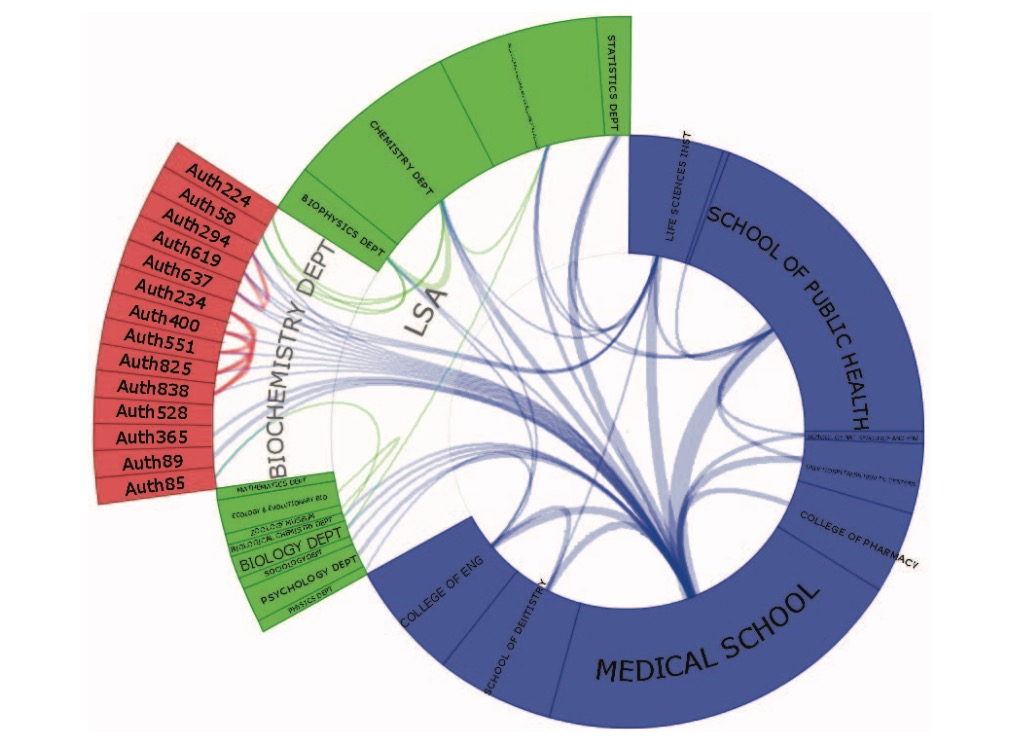 STATISTICS DEPT
CHEMISTRY DEPT
BIOPHYSICS DEPT
LIFE SCIENCES INST
SCHOOL OF PUBLIC HEALTH
COLLEGE OF PHARMACY
MEDICAL SCHOOL
SCHOOL OF DENTISTRY
COLLEGE OF ENG
LSA
BIOCHEMISTRY DEPT
Auth224
Auth58
Auth294
Auth619
Auth637
Auth234
Auth400
Auth551
Auth825
Auth838
Auth528
Auth365
Auth89
Auth85
MATHEMATICS DEPT
ECOLOGY & EVOLUTIONARY BIO
ZOOLOGY MUSEUM
BIOLOGICAL CHEMISTRY DEPT
BIOLOGY DEPT
SOCIOLOGY DEPT
PSYCHOLOGY DEPT
PHYSICS DEPT